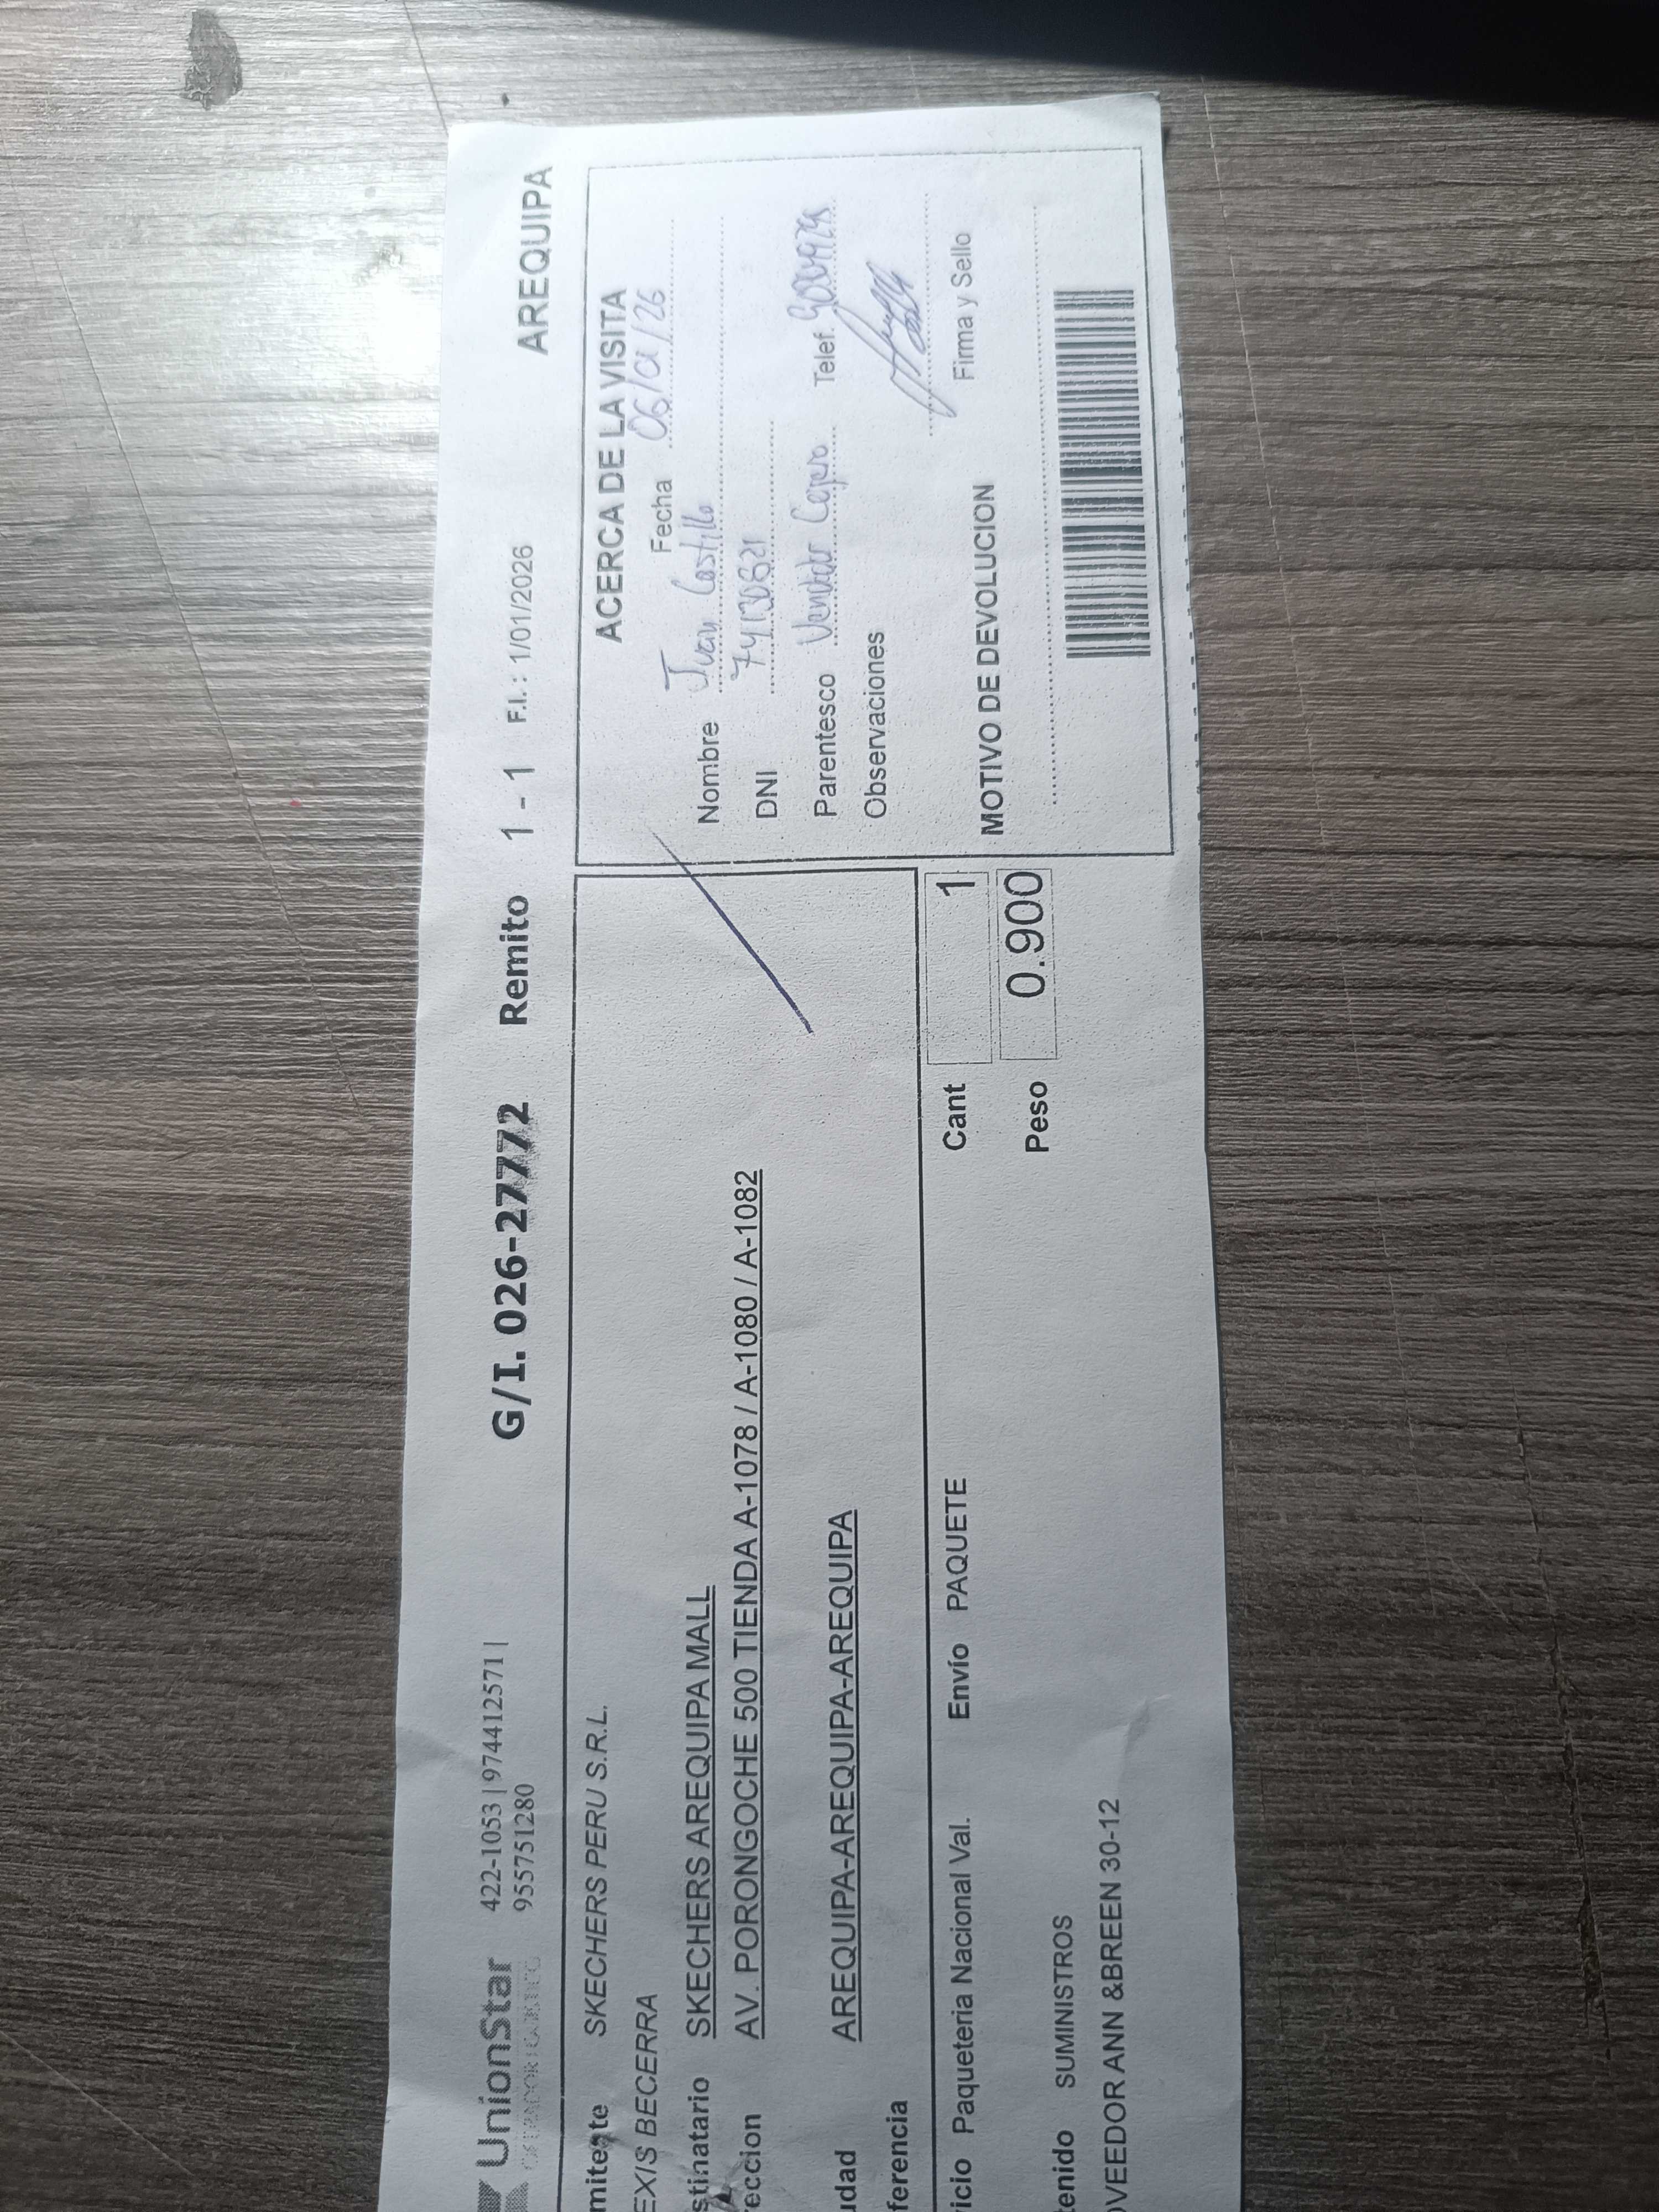 UnionStar 422-1053 | 974412571 | G/I. 026-27772 Remito 1 - 1 F.I. : 1/01/2026 AREQUIPA
OPERADOR LOGISTICO 955751280
mitente SKECHERS PERU S.R.L.
EXIS BECERRA
stinatario SKECHERS AREQUIPA MALL
reccion AV. PORONGOCHE 500 TIENDA A-1078 / A-1080 / A-1082
udad AREQUIPA-AREQUIPA-AREQUIPA
ferencia
icio Paqueteria Nacional Val. Envío PAQUETE Cant 1
tenido SUMINISTROS Peso 0.900
OVEEDOR ANN &BREEN 30-12
ACERCA DE LA VISITA
Fecha 06/01/26
Nombre Juan Castillo
DNI
Parentesco Telef.
Observaciones
Firma y Sello
MOTIVO DE DEVOLUCION